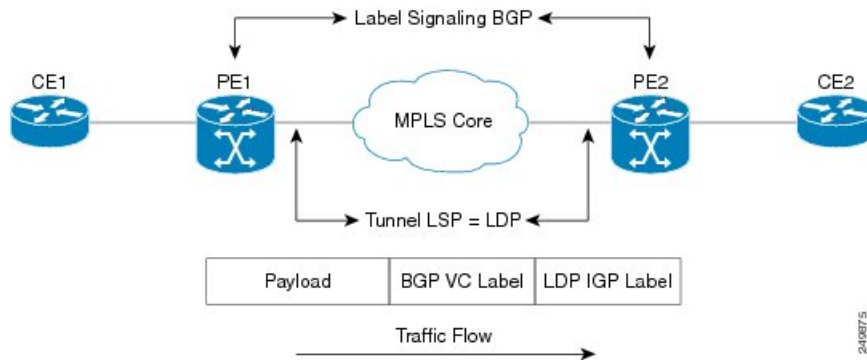 Label Signaling BGP
CE1
PE1
PE2
CE2
MPLS Core
Tunnel LSP = LDP
Payload
BGP VC Label
LDP IGP Label
Traffic Flow
249875